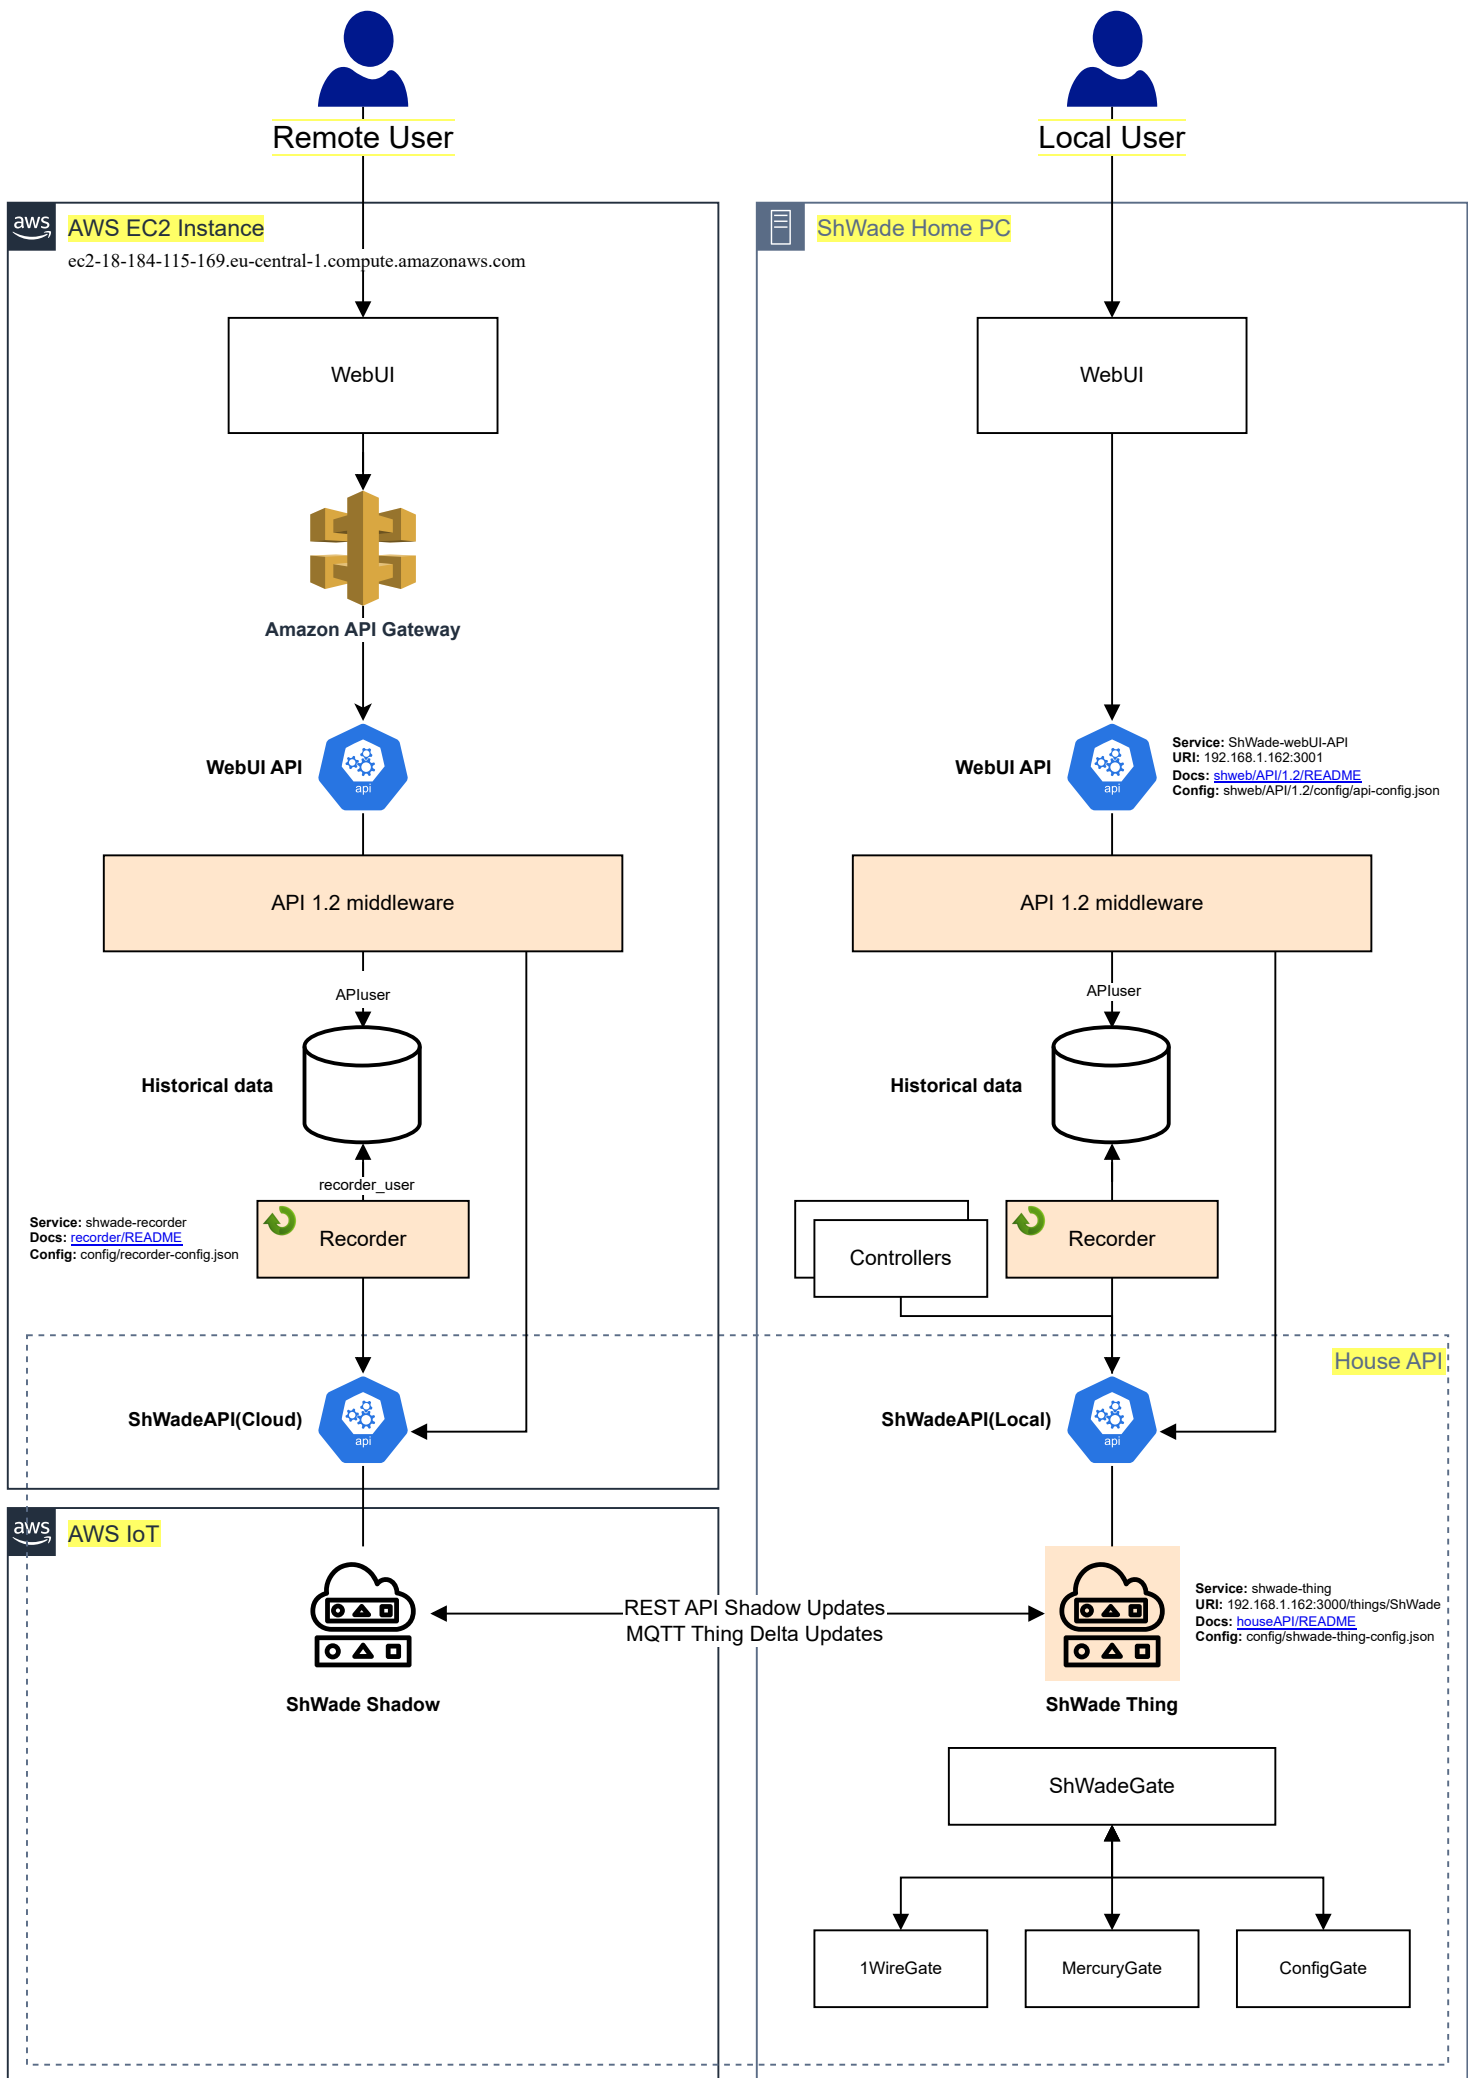 Remote User
Local User
aws
AWS EC2 Instance
ec2-18-184-115-169.eu-central-1.compute.amazonaws.com
ShWade Home PC
WebUI
WebUI
Amazon API Gateway
WebUI API
api
WebUI API
api
Service: ShWade-webUI-API
URI: 192.168.1.162:3001
Docs: shweb/API/1.2/README
Config: shweb/API/1.2/config/api-config.json
API 1.2 middleware
API 1.2 middleware
APIuser
APIuser
Historical data
Historical data
recorder_user
Service: shwade-recorder
Docs: recorder/README
Config: config/recorder-config.json
Recorder
Controllers
Recorder
House API
ShWadeAPI(Cloud)
api
ShWadeAPI(Local)
api
aws
AWS IoT
REST API Shadow Updates
MQTT Thing Delta Updates
Service: shwade-thing
URI: 192.168.1.162:3000/things/ShWade
Docs: houseAPI/README
Config: config/shwade-thing-config.json
ShWade Shadow
ShWade Thing
ShWadeGate
1WireGate
MercuryGate
ConfigGate